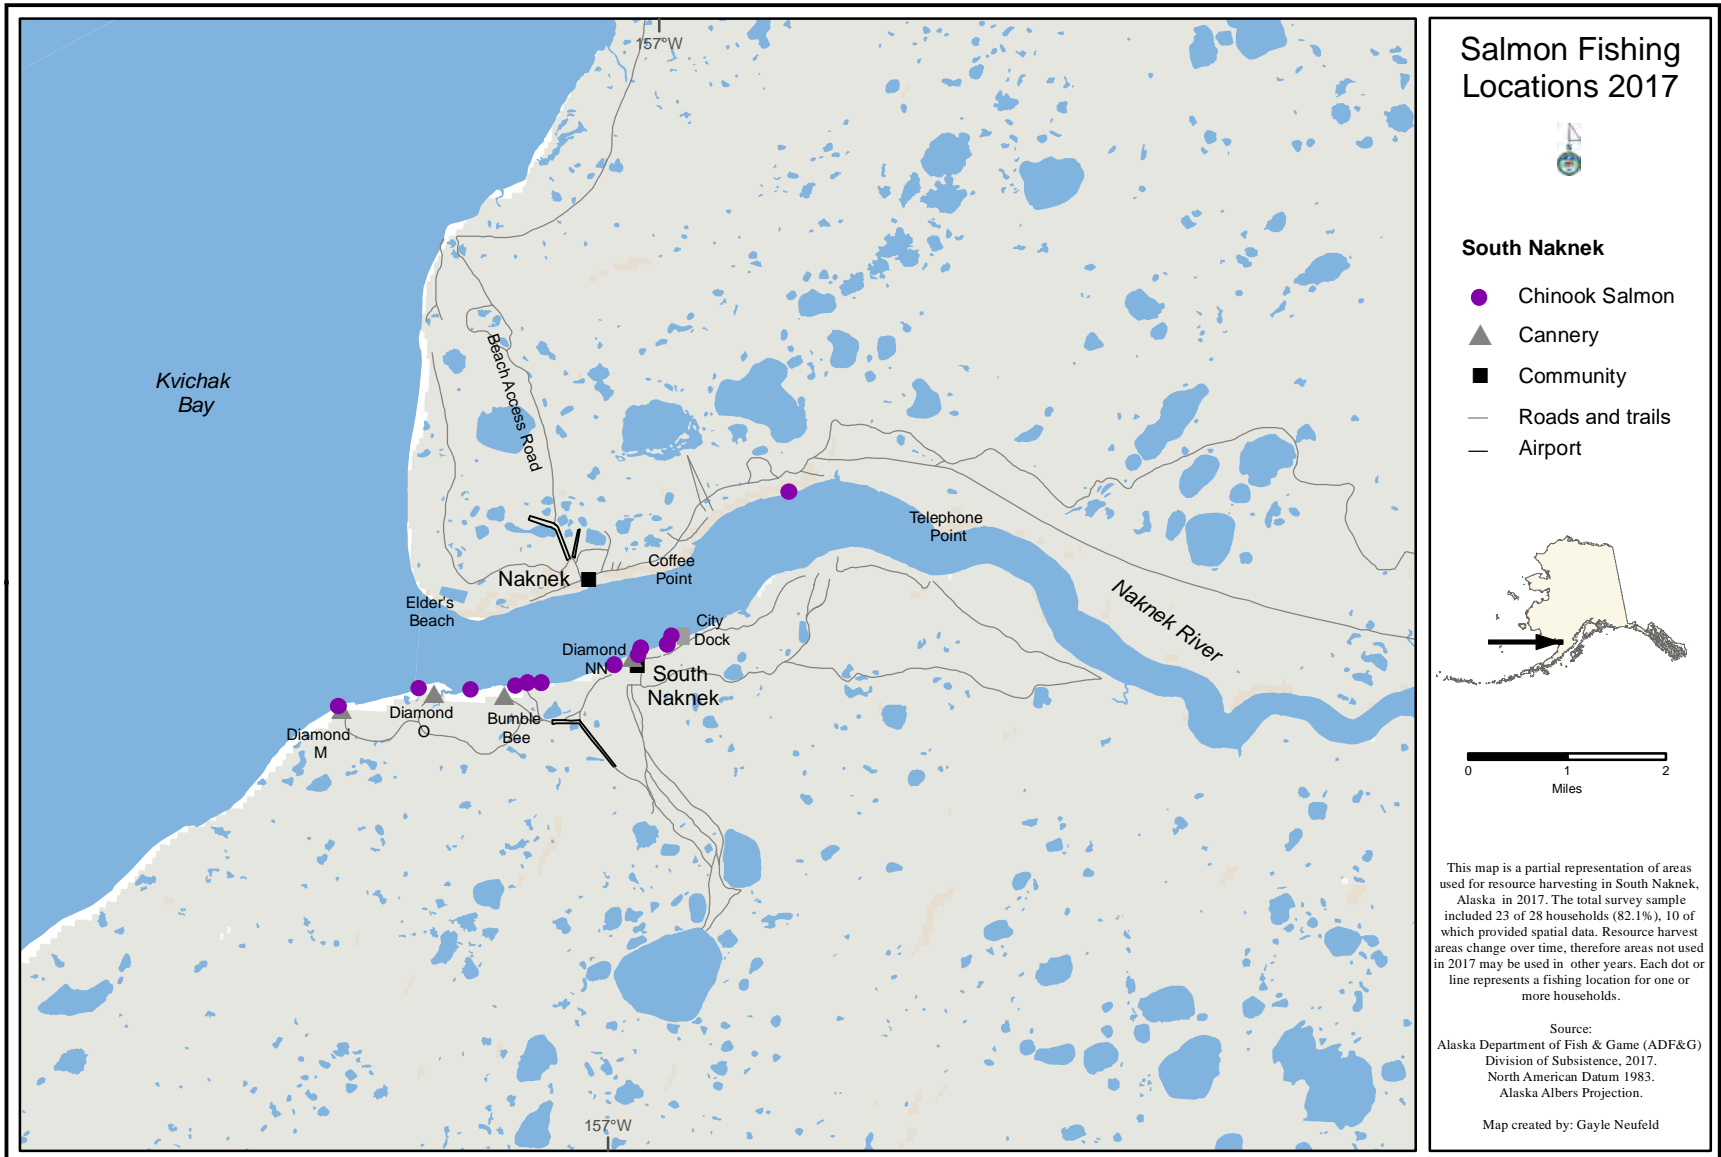 157°W
Kvichak
Bay
Beach Access Road
Telephone
Point
Coffee
Point
Naknek
Elder's
Beach
Naknek River
City
Dock
Diamond
NN
South
Naknek
Diamond
O
Bumble
Bee
Diamond
M
157°W
Salmon Fishing
Locations 2017
South Naknek
Chinook Salmon
Cannery
Community
Roads and trails
Airport
0 1 2
Miles
This map is a partial representation of areas
used for resource harvesting in South Naknek,
Alaska in 2017. The total survey sample
included 23 of 28 households (82.1%), 10 of
which provided spatial data. Resource harvest
areas change over time, therefore areas not used
in 2017 may be used in other years. Each dot or
line represents a fishing location for one or
more households.
Source:
Alaska Department of Fish & Game (ADF&G)
Division of Subsistence, 2017.
North American Datum 1983.
Alaska Albers Projection.
Map created by: Gayle Neufeld